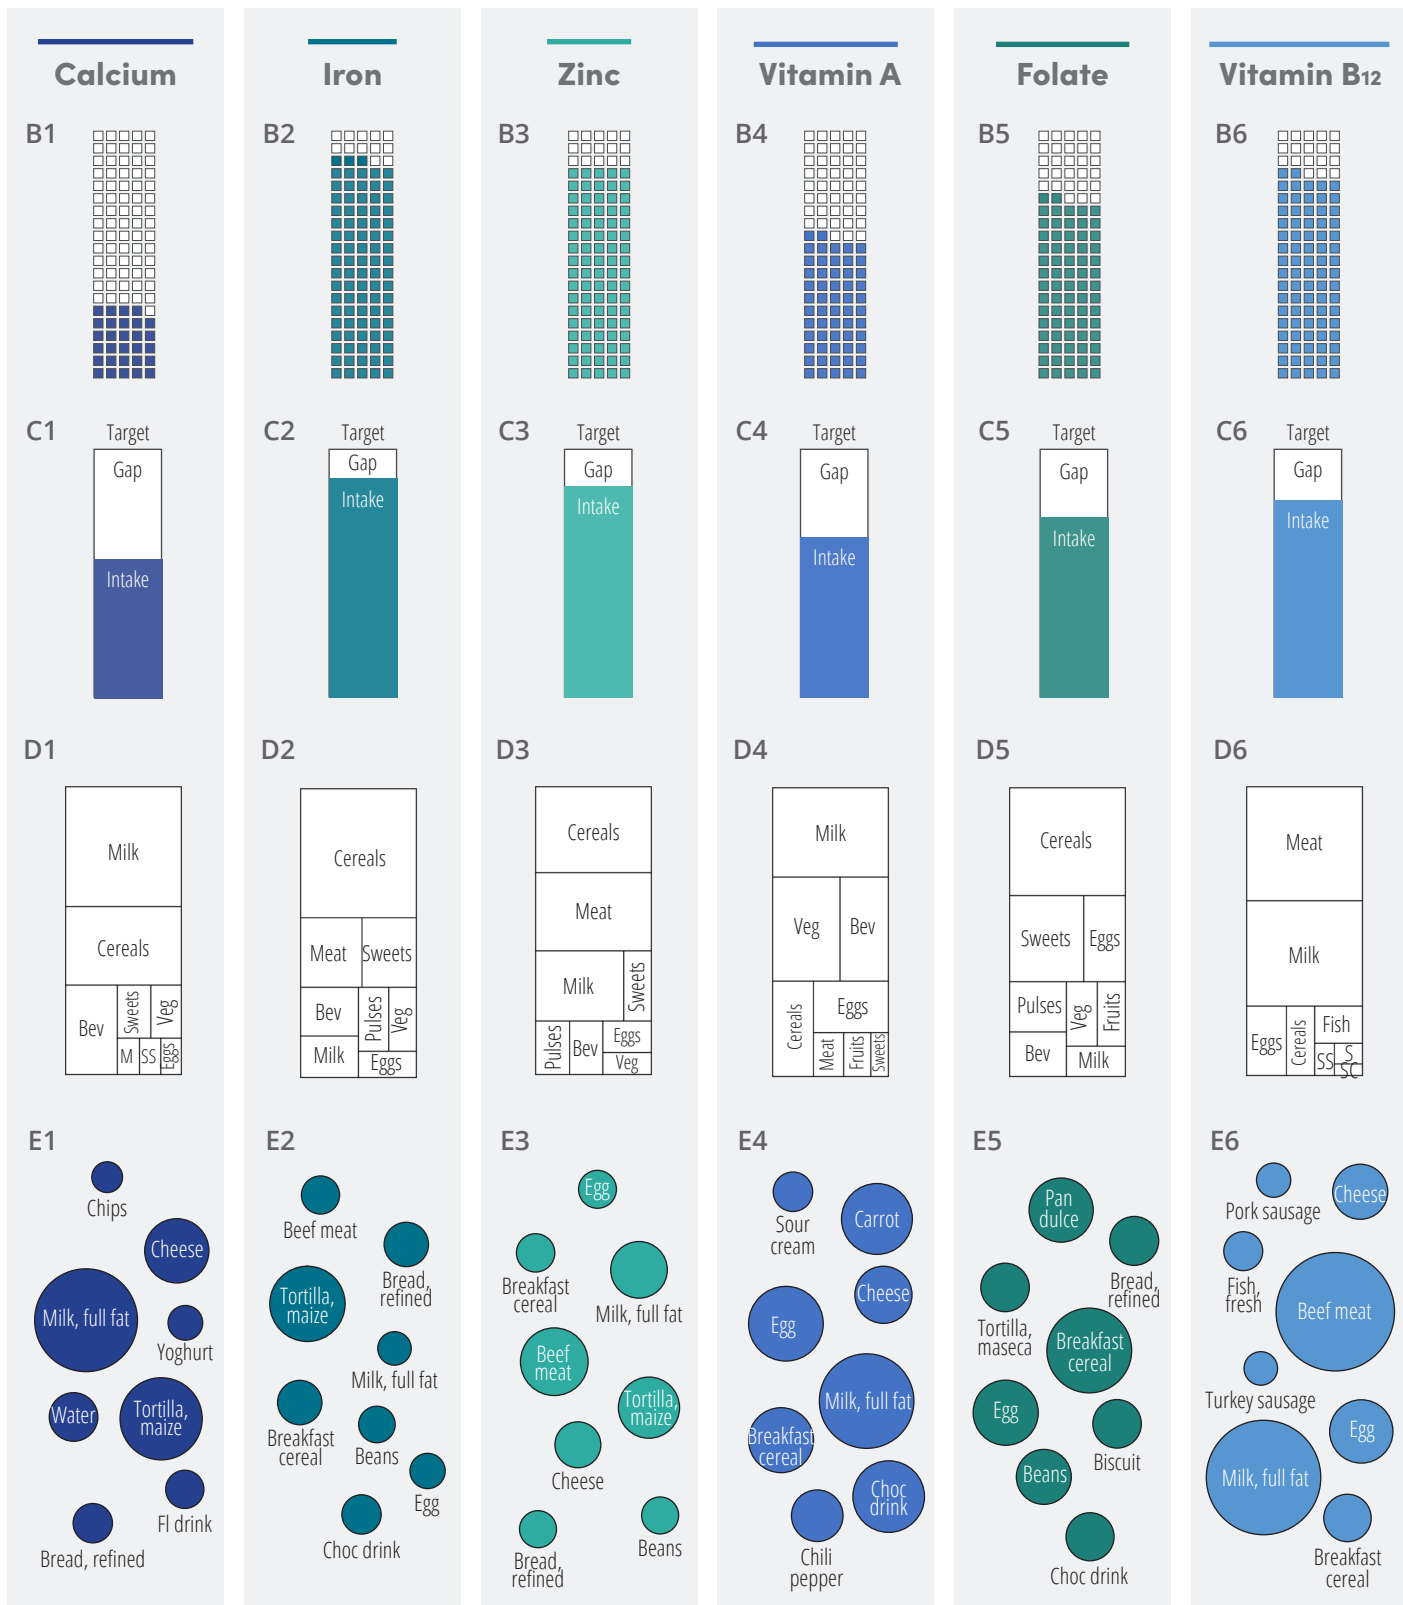 Calcium
Iron
Zinc
Vitamin A
Folate
Vitamin B12
B1
B2
B3
B4
B5
B6
C1
Target
Gap
Intake
C2
Target
Gap
Intake
C3
Target
Gap
Intake
C4
Target
Gap
Intake
C5
Target
Gap
Intake
C6
Target
Gap
Intake
D1
Milk
Cereals
Bev
Sweets
Veg
M
SS
Eggs
D2
Cereals
Meat
Sweets
Bev
Pulses
Veg
Milk
Eggs
D3
Cereals
Meat
Milk
Sweets
Pulses
Bev
Eggs
Veg
D4
Milk
Veg
Bev
Cereals
Eggs
Meat
Fruits
Sweets
D5
Cereals
Sweets
Eggs
Pulses
Veg
Fruits
Bev
Milk
D6
Meat
Milk
Eggs
Cereals
Fish
SS
S
SC
E1
Chips
Cheese
Milk, full fat
Yoghurt
Water
Tortilla,
maize
Fl drink
Bread, refined
E2
Beef meat
Bread,
refined
Tortilla,
maize
Milk, full fat
Breakfast
cereal
Beans
Egg
Choc drink
E3
Egg
Breakfast
cereal
Milk, full fat
Beef
meat
Tortilla,
maize
Cheese
Bread,
refined
Beans
E4
Sour
cream
Carrot
Cheese
Egg
Milk, full fat
Breakfast
cereal
Choc
drink
Chili
pepper
E5
Pan
dulce
Bread,
refined
Tortilla,
maseca
Breakfast
cereal
Egg
Biscuit
Beans
Choc drink
E6
Pork sausage
Cheese
Fish,
fresh
Beef meat
Turkey sausage
Egg
Milk, full fat
Breakfast
cereal